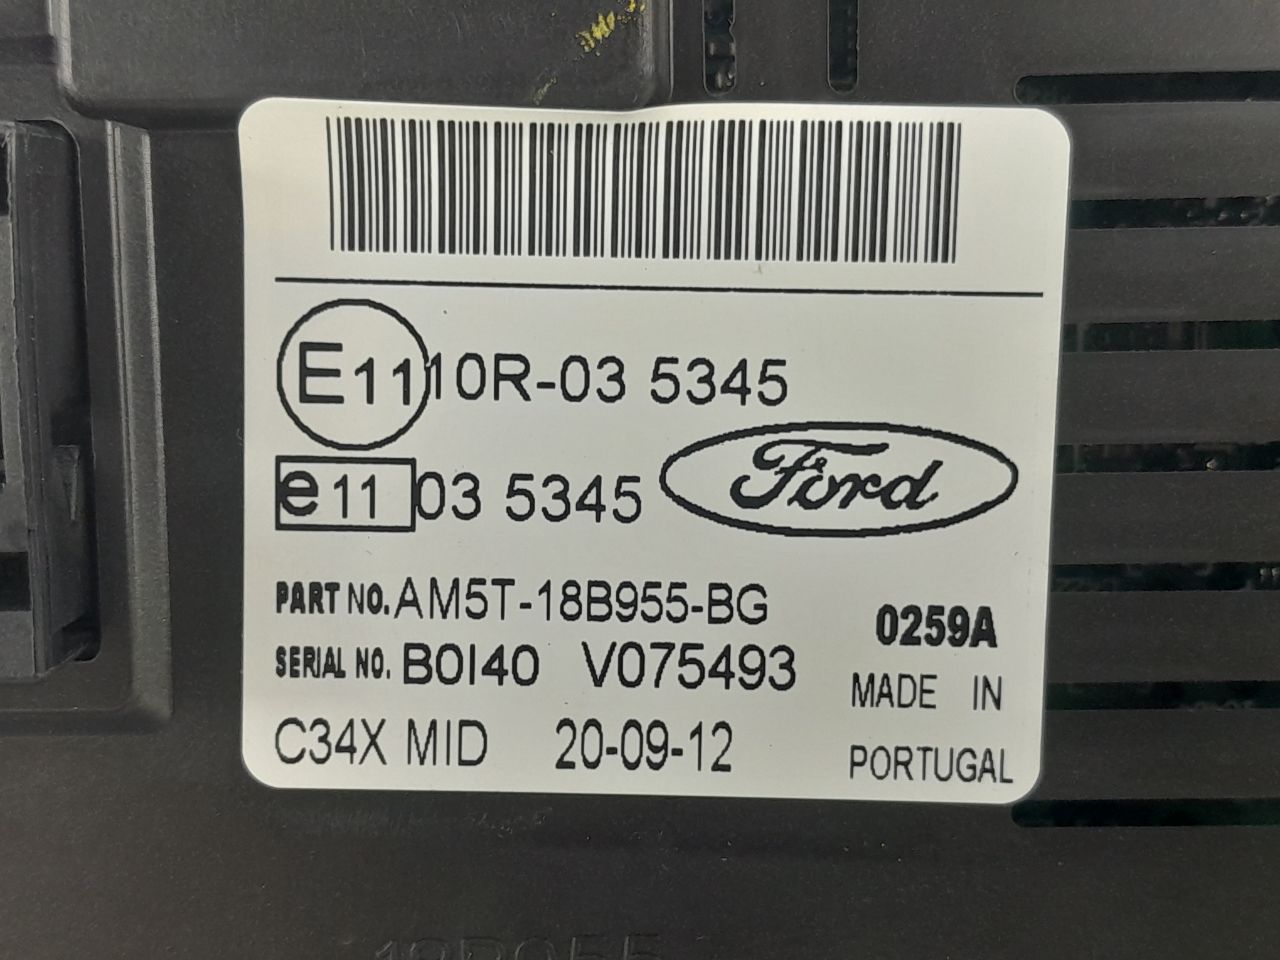 E11 10R-03 5345
e11 03 5345
Ford
PART NO. AM5T-18B955-BG
0259A
SERIAL NO. BOI40 V075493
MADE IN
C34X MID 20-09-12
PORTUGAL